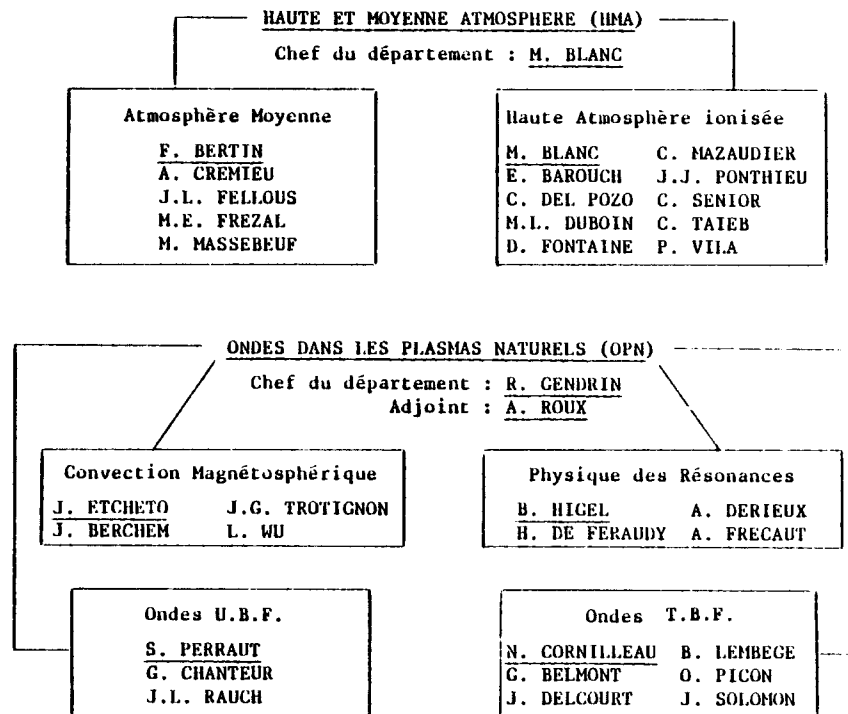 HAUTE ET MOYENNE ATMOSPHERE (HMA)
Chef du département : M. BLANC
Atmosphère Moyenne
F. BERTIN
A. CREMIEU
J.L. FELLOUS
M.E. FREZAL
M. MASSEBEUF
Haute Atmosphère ionisée
M. BLANC C. MAZAUDIER
E. BAROUCH J.J. PONTHIEU
C. DEL POZO C. SENIOR
M.L. DUBOIN C. TAIEB
D. FONTAINE P. VILA
ONDES DANS LES PLASMAS NATURELS (OPN)
Chef du département : R. GENDRIN
Adjoint : A. ROUX
Convection Magnétosphérique
J. ETCHETO J.G. TROTIGNON
J. BERCHEM L. WU
Physique des Résonances
B. HIGEL A. DERIEUX
H. DE FERAUDY A. FRECAUT
Ondes U.B.F.
S. PERRAUT
G. CHANTEUR
J.L. RAUCH
Ondes T.B.F.
N. CORNILLEAU B. LEMBEGE
G. BELMONT O. PICON
J. DELCOURT J. SOLOMON